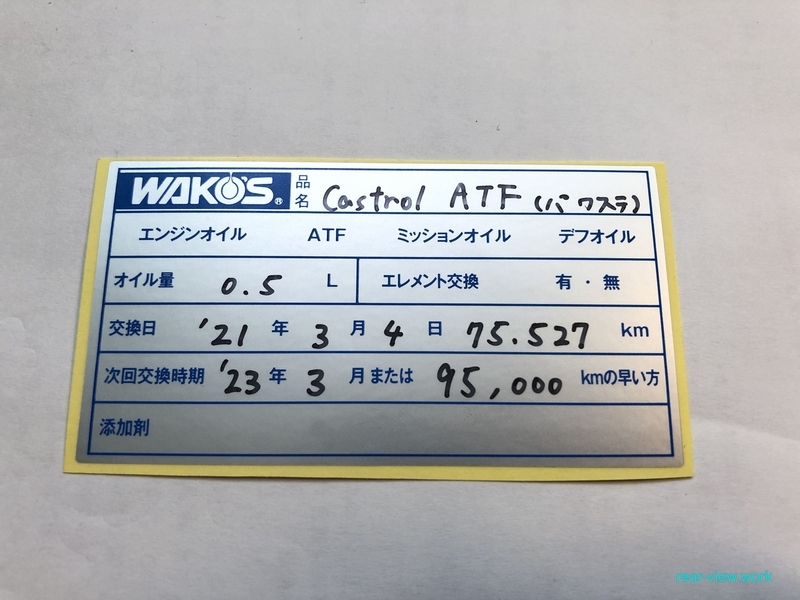 WAKO'S® 品名 Castrol ATF (パワステ)
エンジンオイル ATF ミッションオイル デフオイル
オイル量 0.5 L エレメント交換 有・無
交換日 '21 年 3 月 4 日 75.527 km
次回交換時期 '23 年 3 月または 95,000 kmの早い方
添加剤
rear-view.work